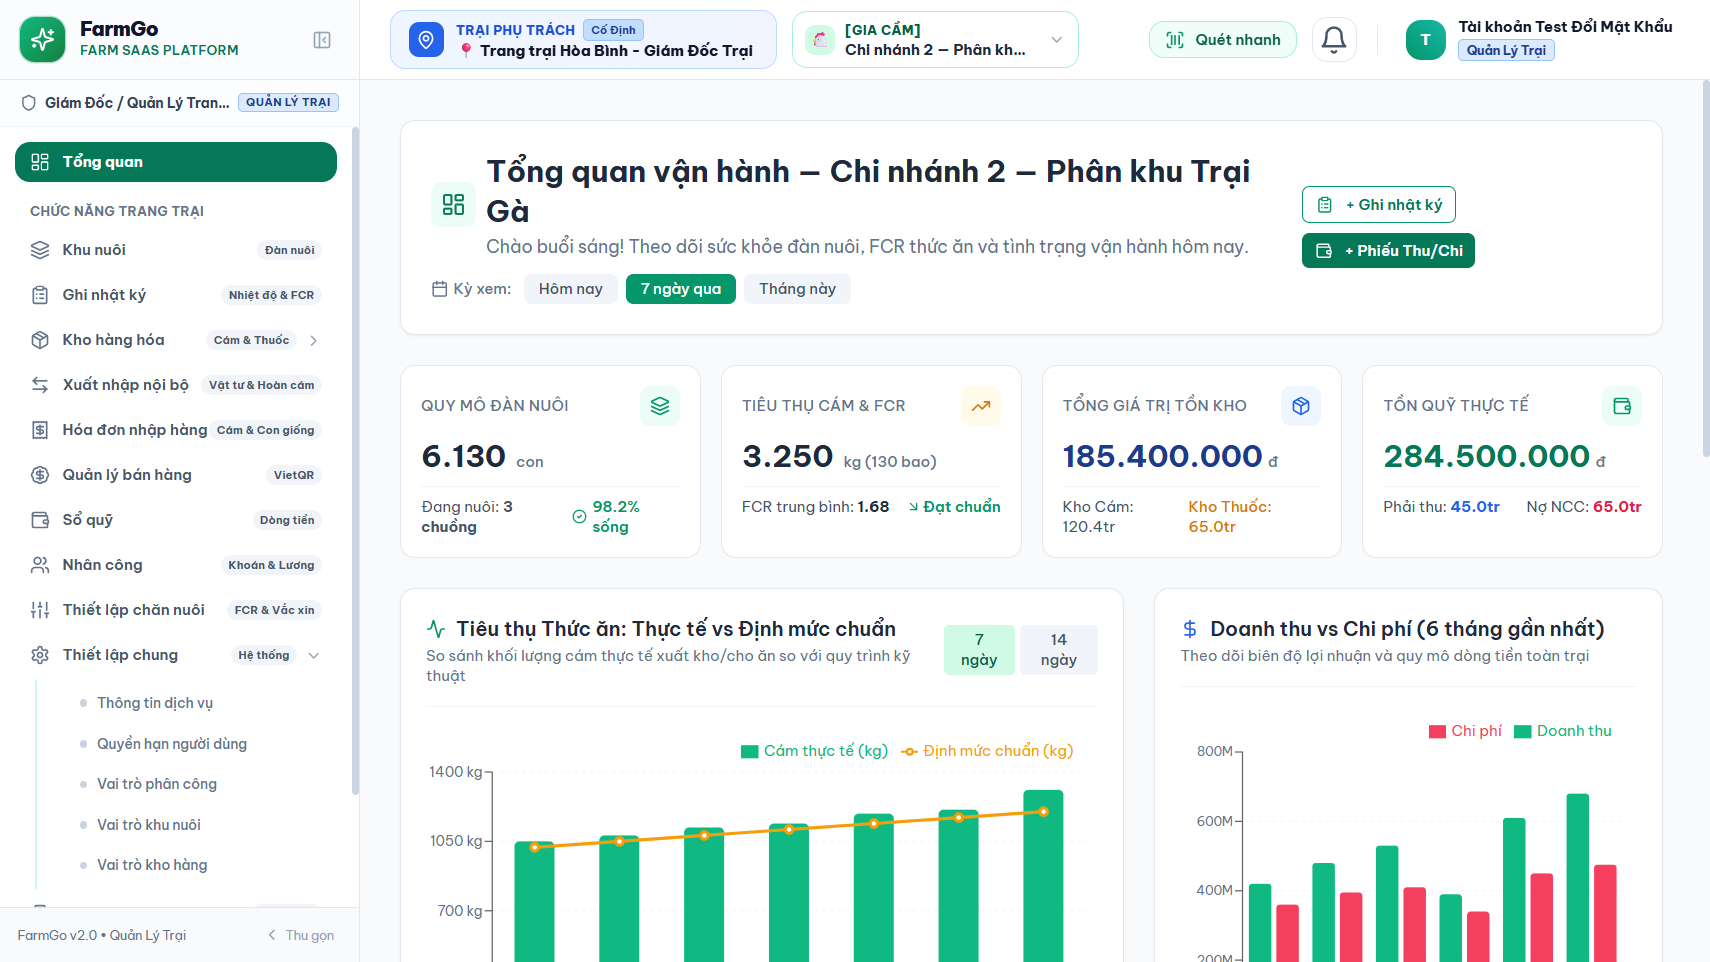 FarmGo
FARM SAAS PLATFORM
Giám Đốc / Quản Lý Tran... QUẢN LÝ TRẠI
Tổng quan
CHỨC NĂNG TRANG TRẠI
Khu nuôi Đàn nuôi
Ghi nhật ký Nhiệt độ & FCR
Kho hàng hóa Cám & Thuốc
Xuất nhập nội bộ Vật tư & Hoàn cám
Hóa đơn nhập hàng Cám & Con giống
Quản lý bán hàng VietQR
Sổ quỹ Dòng tiền
Nhân công Khoán & Lương
Thiết lập chăn nuôi FCR & Vắc xin
Thiết lập chung Hệ thống
Thông tin dịch vụ
Quyền hạn người dùng
Vai trò phân công
Vai trò khu nuôi
Vai trò kho hàng
FarmGo v2.0 • Quản Lý Trại Thu gọn
TRẠI PHỤ TRÁCH Cố Định
📍 Trang trại Hòa Bình - Giám Đốc Trại
[GIA CẦM]
Chi nhánh 2 — Phân kh...
Quét nhanh
T
Tài khoản Test Đổi Mật Khẩu
Quản Lý Trại
Tổng quan vận hành — Chi nhánh 2 — Phân khu Trại
Gà
Chào buổi sáng! Theo dõi sức khỏe đàn nuôi, FCR thức ăn và tình trạng vận hành hôm nay.
Kỳ xem: Hôm nay 7 ngày qua Tháng này
+ Ghi nhật ký
+ Phiếu Thu/Chi
QUY MÔ ĐÀN NUÔI
6.130 con
Đang nuôi: 3
chuồng
98.2%
sống
TIÊU THỤ CÁM & FCR
3.250 kg (130 bao)
FCR trung bình: 1.68 Đạt chuẩn
TỔNG GIÁ TRỊ TỒN KHO
185.400.000 đ
Kho Cám:
120.4tr
Kho Thuốc:
65.0tr
TỒN QUỸ THỰC TẾ
284.500.000 đ
Phải thu: 45.0tr Nợ NCC: 65.0tr
Tiêu thụ Thức ăn: Thực tế vs Định mức chuẩn
So sánh khối lượng cám thực tế xuất kho/cho ăn so với quy trình kỹ
thuật
7
ngày
14
ngày
Cám thực tế (kg) Định mức chuẩn (kg)
1400 kg
1050 kg
700 kg
Doanh thu vs Chi phí (6 tháng gần nhất)
Theo dõi biên độ lợi nhuận và quy mô dòng tiền toàn trại
Chi phí Doanh thu
800M
600M
400M
200M